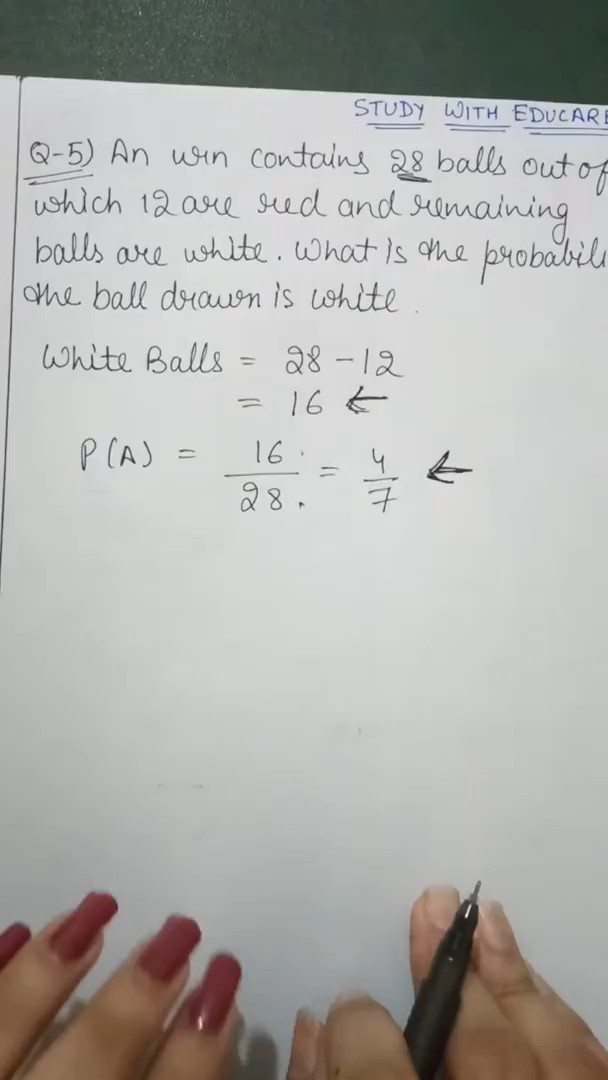 STUDY WITH EDUCARE
Q-5) An urn contains 28 balls out of
which 12 are red and remaining
balls are white. What is the probabili
the ball drawn is white.
White Balls = 28 - 12
= 16 ←
P(A) = 16/28 = 4/7 ←